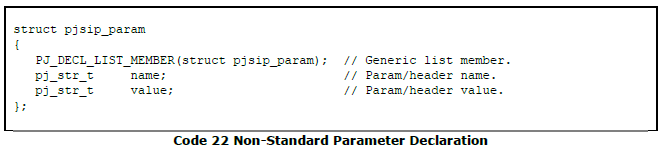 struct pjsip_param
{
   PJ_DECL_LIST_MEMBER(struct pjsip_param);  // Generic list member.
   pj_str_t     name;                        // Param/header name.
   pj_str_t     value;                       // Param/header value.
};
Code 22 Non-Standard Parameter Declaration